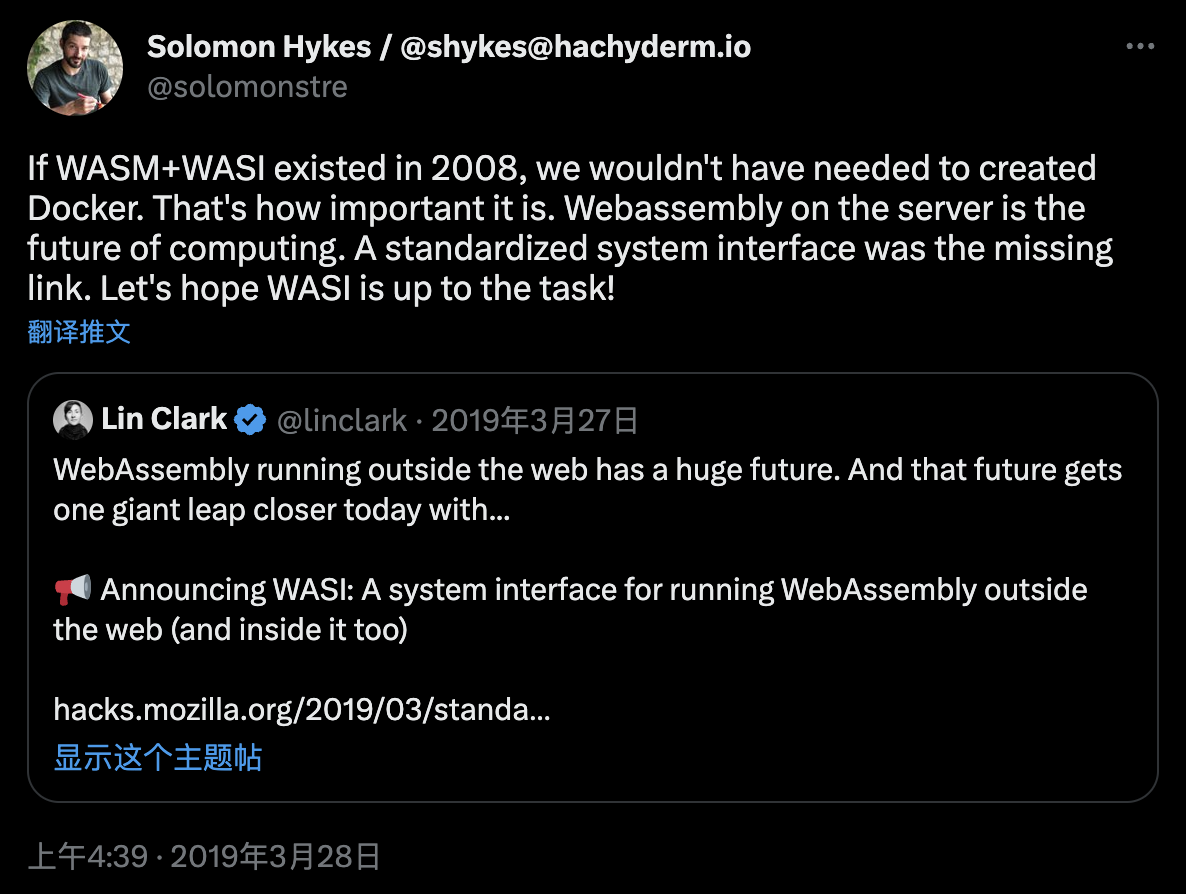 Solomon Hykes / @shykes@hachyderm.io
@solomonstre
If WASM+WASI existed in 2008, we wouldn't have needed to created
Docker. That's how important it is. Webassembly on the server is the
future of computing. A standardized system interface was the missing
link. Let's hope WASI is up to the task!
翻译推文
Lin Clark @linclark · 2019年3月27日
WebAssembly running outside the web has a huge future. And that future gets
one giant leap closer today with...
📢 Announcing WASI: A system interface for running WebAssembly outside
the web (and inside it too)
hacks.mozilla.org/2019/03/standa...
显示这个主题帖
上午4:39 · 2019年3月28日